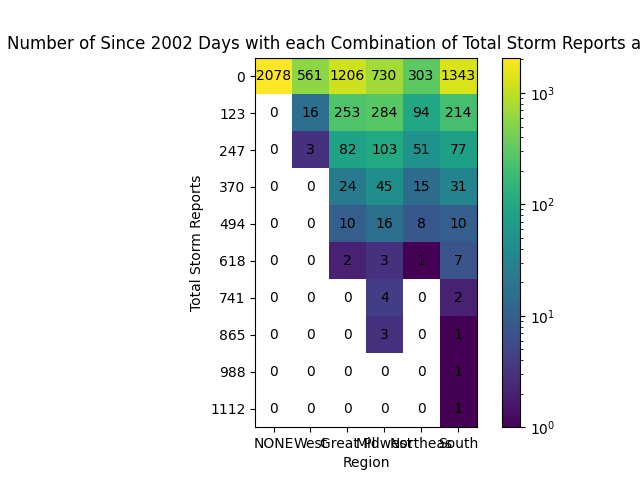 Number of Since 2002 Days with each Combination of Total Storm Reports a
0 2078 561 1206 730 303 1343
123 0 16 253 284 94 214
247 0 3 82 103 51 77
370 0 0 24 45 15 31
494 0 0 10 16 8 10
618 0 0 2 3 1 7
741 0 0 0 4 0 2
865 0 0 0 3 0 1
988 0 0 0 0 0 1
1112 0 0 0 0 0 1
NONE West Great Pl Midwest Northeas South
Region
Total Storm Reports
10³
10²
10¹
10⁰